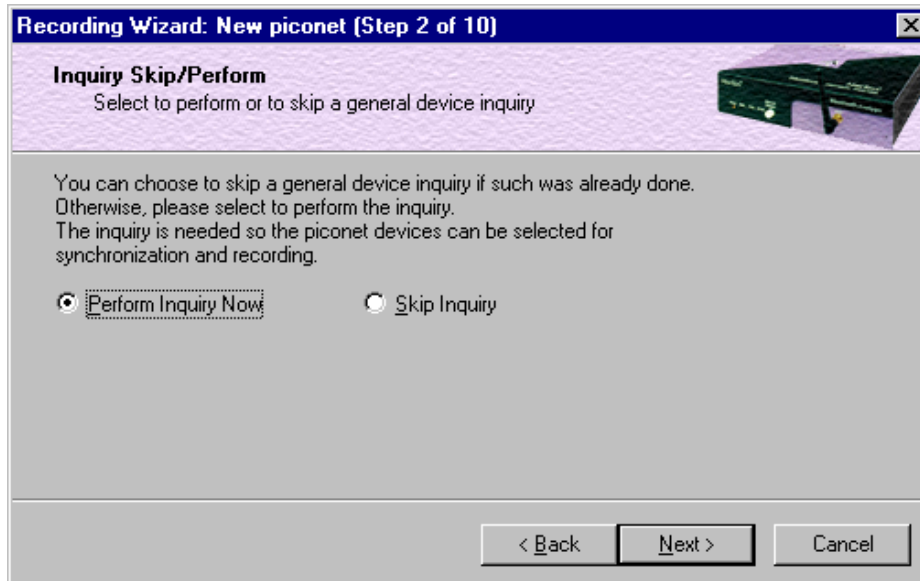 Recording Wizard: New piconet (Step 2 of 10)
Inquiry Skip/Perform
Select to perform or to skip a general device inquiry
You can choose to skip a general device inquiry if such was already done.
Otherwise, please select to perform the inquiry.
The inquiry is needed so the piconet devices can be selected for
synchronization and recording.
Perform Inquiry Now
Skip Inquiry
< Back
Next >
Cancel